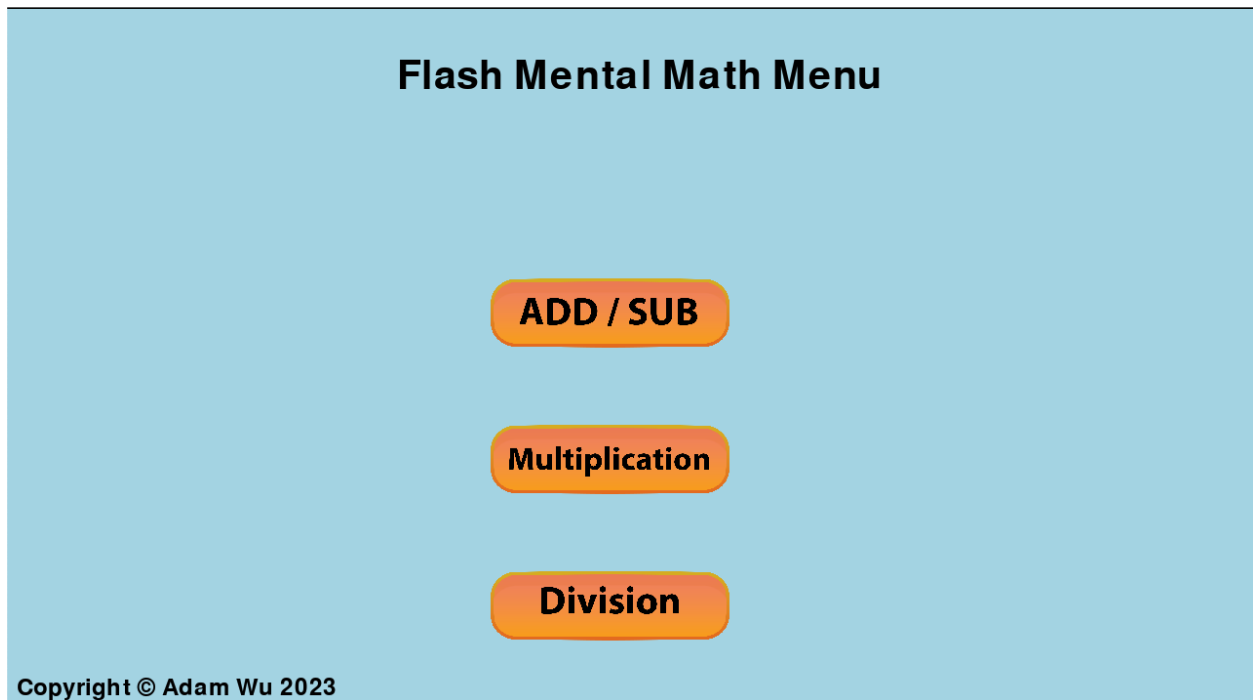 Flash Mental Math Menu
ADD / SUB
Multiplication
Division
Copyright © Adam Wu 2023